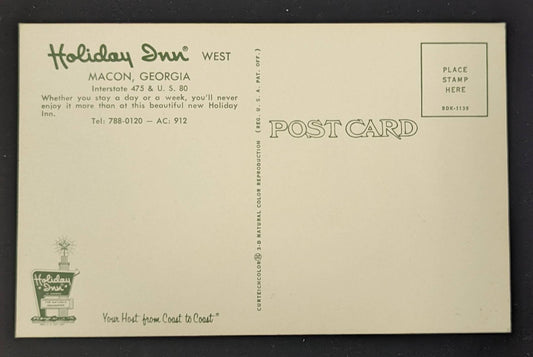 Holiday Inn® WEST
MACON, GEORGIA
Interstate 475 & U. S. 80
Whether you stay a day or a week, you'll never
enjoy it more than at this beautiful new Holiday
Inn.
Tel: 788-0120 — AC: 912
Holiday
Inn
Your Host from Coast to Coast®
CURTEICHCOLOR® 3-D NATURAL COLOR REPRODUCTION (REG. U. S. A. PAT. OFF.)
POST CARD
PLACE
STAMP
HERE
8DK-1138